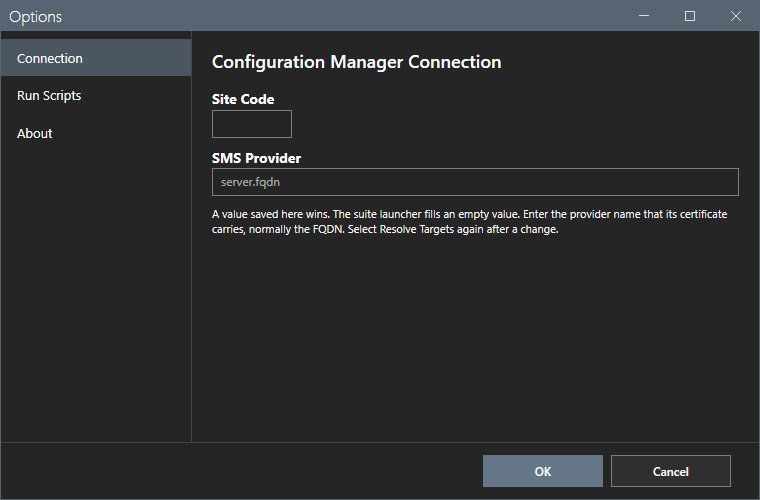 Options
Connection
Run Scripts
About
Configuration Manager Connection
Site Code
SMS Provider
server.fqdn
A value saved here wins. The suite launcher fills an empty value. Enter the provider name that its certificate
carries, normally the FQDN. Select Resolve Targets again after a change.
OK
Cancel